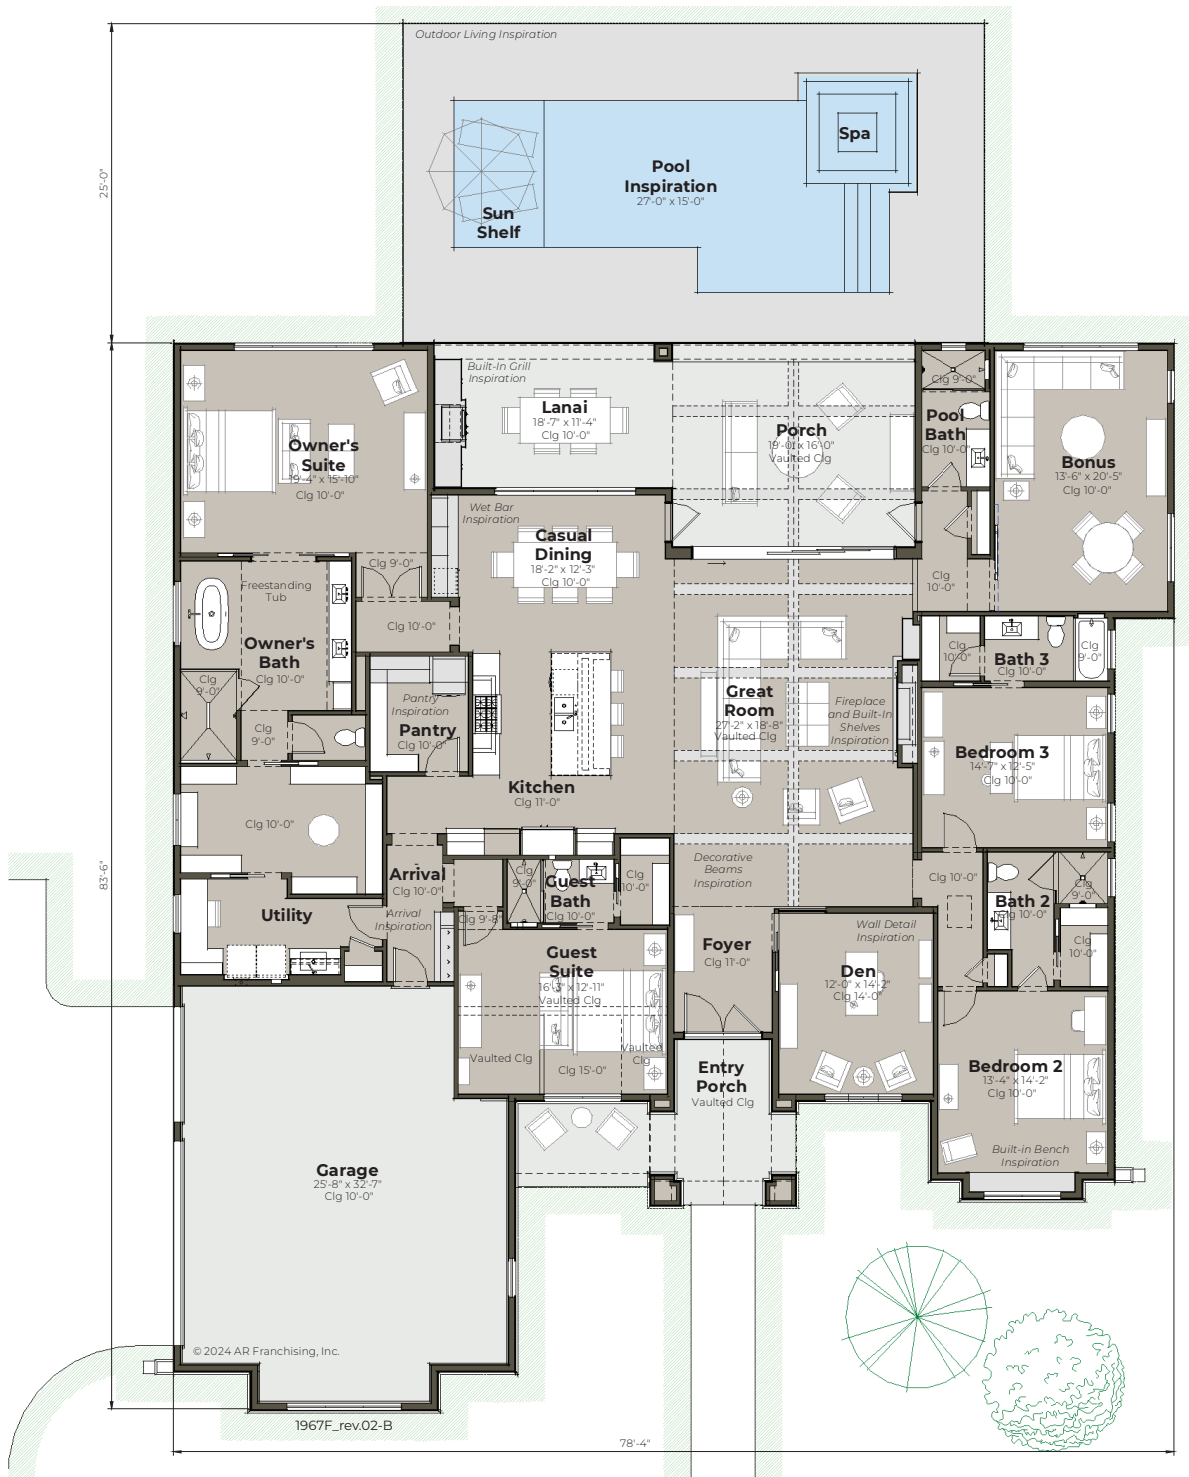 Outdoor Living Inspiration
25'-0"
Spa
Pool
Inspiration
27'-0" x 15'-0"
Sun
Shelf
Built-In Grill
Inspiration
Lanai
18'-7" x 11'-4"
Clg 10'-0"
Porch
19'-0" x 16'-0"
Vaulted Clg
Clg 9'-0"
Pool
Bath
Clg 10'-0"
Bonus
13'-6" x 20'-5"
Clg 10'-0"
Owner's
Suite
19'-4" x 15'-10"
Clg 10'-0"
Wet Bar
Inspiration
Casual
Dining
18'-2" x 12'-3"
Clg 10'-0"
Clg 9'-0"
Clg
10'-0"
Freestanding
Tub
Clg 10'-0"
Owner's
Bath
Clg 10'-0"
Clg
9'-0"
Clg
9'-0"
Clg
10'-0"
Bath 3
Clg 10'-0"
Clg
9'-0"
Pantry
Inspiration
Pantry
Clg 10'-0"
Great
Room
27'-2" x 18'-8"
Vaulted Clg
Fireplace
and Built-In
Shelves
Inspiration
Bedroom 3
14'-7" x 12'-5"
Clg 10'-0"
Kitchen
Clg 11'-0"
Clg 10'-0"
83'-6"
Arrival
Clg 10'-0"
Arrival
Inspiration
Clg
9'-0"
Guest
Bath
Clg 10'-0"
Clg
10'-0"
Decorative
Beams
Inspiration
Clg 10'-0"
Bath 2
Clg 10'-0"
Clg
9'-0"
Utility
Clg 9'-8"
Wall Detail
Inspiration
Clg
10'-0"
Foyer
Clg 11'-0"
Guest
Suite
16'-3" x 12'-11"
Vaulted Clg
Den
12'-0" x 14'-2"
Clg 14'-0"
Vaulted Clg
Vaulted
Clg
Clg 15'-0"
Entry
Porch
Vaulted Clg
Bedroom 2
13'-4" x 14'-2"
Clg 10'-0"
Built-in Bench
Inspiration
Garage
25'-8" x 32'-7"
Clg 10'-0"
© 2024 AR Franchising, Inc.
1967F_rev.02-B
78'-4"